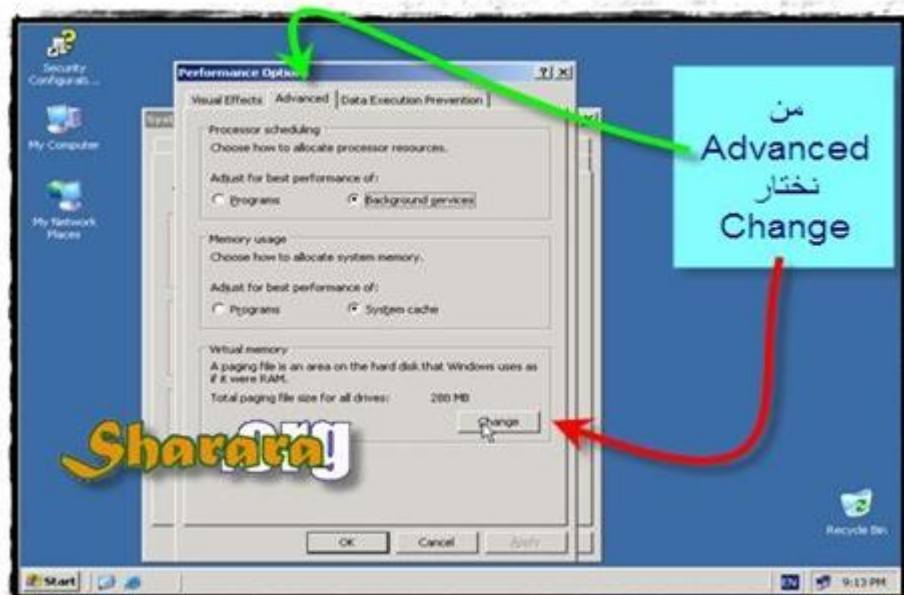 Security
Configurati...
My Computer
My Network
Places
Performance Options
Visual Effects
Advanced
Data Execution Prevention
Processor scheduling
Choose how to allocate processor resources.
Adjust for best performance of:
Programs
Background services
Memory usage
Choose how to allocate system memory.
Adjust for best performance of:
Programs
System cache
Virtual memory
A paging file is an area on the hard disk that Windows uses as
if it were RAM.
Total paging file size for all drives: 288 MB
Change
OK
Cancel
Apply
Sharara.org
من
Advanced
نختار
Change
Recycle Bin
Start
EN
9:13 PM